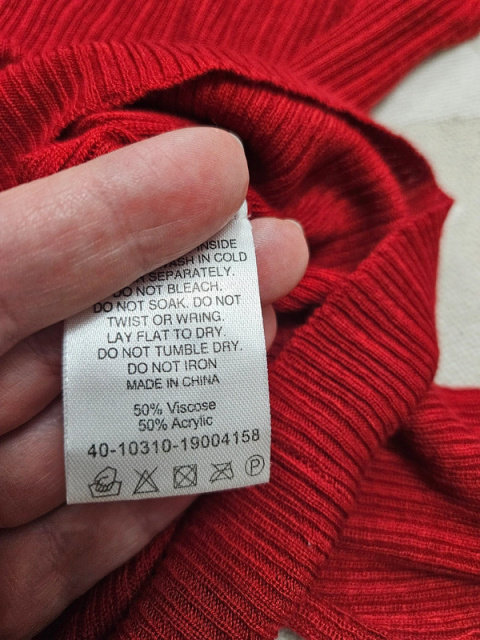 INSIDE
WASH IN COLD
SEPARATELY.
DO NOT BLEACH.
DO NOT SOAK. DO NOT
TWIST OR WRING.
LAY FLAT TO DRY.
DO NOT TUMBLE DRY.
DO NOT IRON
MADE IN CHINA
50% Viscose
50% Acrylic
40-10310-19004158
P